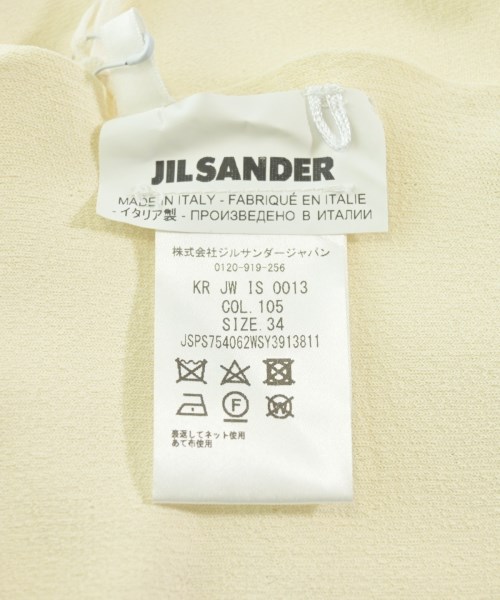 JIL SANDER
MADE IN ITALY - FABRIQUÉ EN ITALIE
- イタリア製 - ПРОИЗВЕДЕНО В ИТАЛИИ
株式会社ジルサンダージャパン
0120-919-256
KR JW IS 0013
COL. 105
SIZE. 34
JSPS754062WSY3913811
F
W
裏返してネット使用
あて布使用